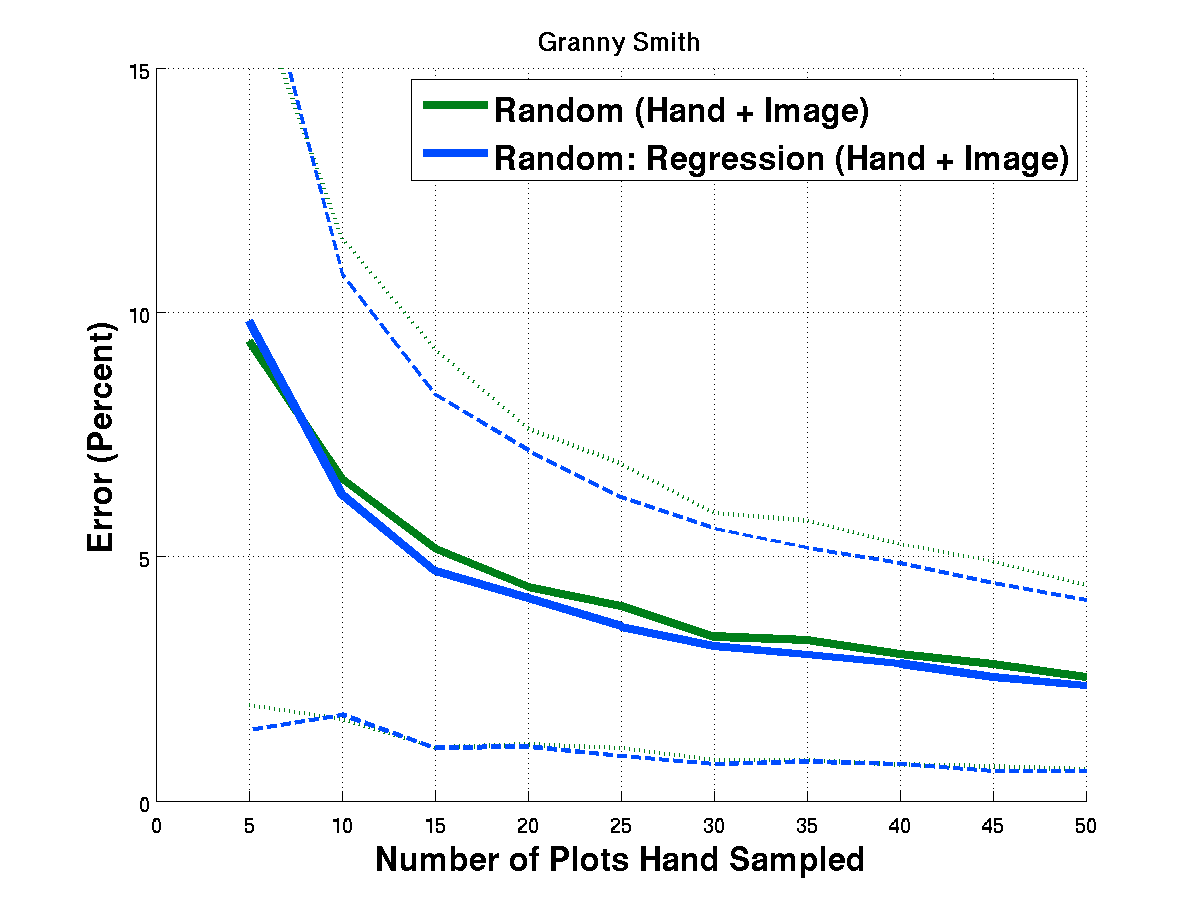 Granny Smith
Random (Hand + Image)
Random: Regression (Hand + Image)
15
10
5
0
Error (Percent)
0 5 10 15 20 25 30 35 40 45 50
Number of Plots Hand Sampled